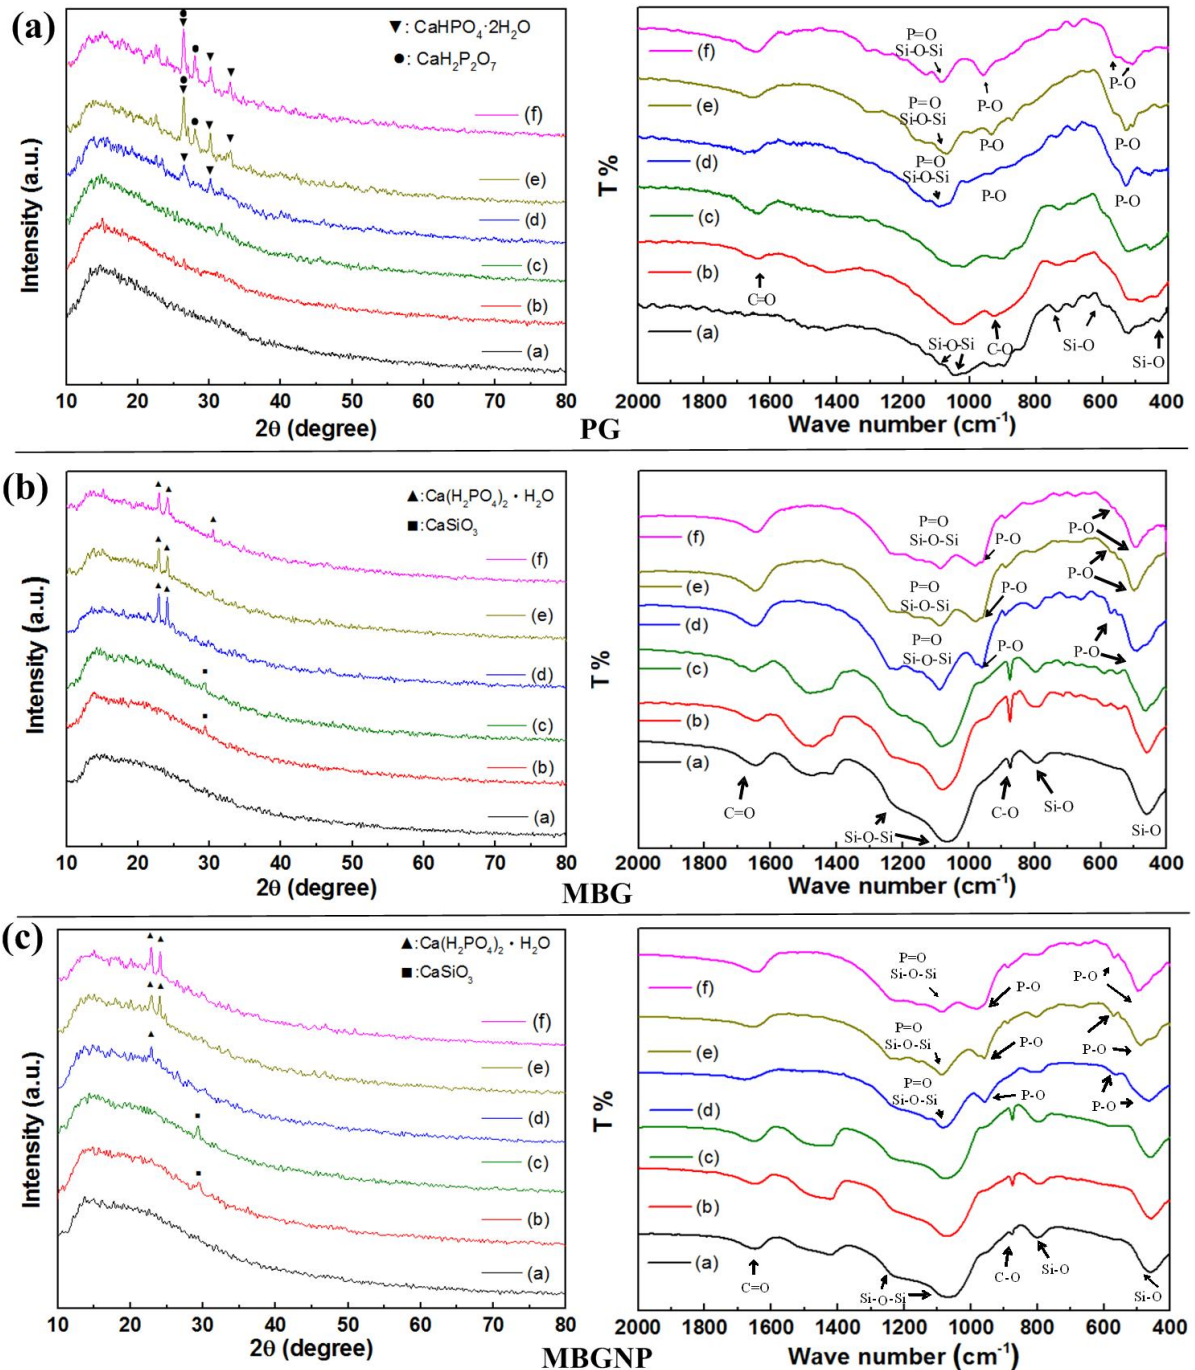 (a)
▼: CaHPO₄·2H₂O
●: CaH₂P₂O₇
(f)
(e)
(d)
(c)
(b)
(a)
Intensity (a.u.)
10 20 30 40 50 60 70 80
2θ (degree)
P=O
Si-O-Si
(f)
P-O
P-O
P=O
Si-O-Si
(e)
P-O
P-O
P=O
Si-O-Si
(d)
P-O
P-O
(c)
(b)
C=O
(a)
Si-O-Si
C-O
Si-O
Si-O
T %
2000 1800 1600 1400 1200 1000 800 600 400
Wave number (cm⁻¹)
PG
(b)
▲:Ca(H₂PO₄)₂・H₂O
■:CaSiO₃
(f)
(e)
(d)
(c)
(b)
(a)
Intensity (a.u.)
10 20 30 40 50 60 70 80
2θ (degree)
P=O
Si-O-Si
(f)
P-O
P-O
P=O
Si-O-Si
(e)
P-O
P-O
P=O
Si-O-Si
(d)
P-O
P-O
(c)
(b)
(a)
C=O
Si-O-Si
C-O
Si-O
Si-O
T %
2000 1800 1600 1400 1200 1000 800 600 400
Wave number (cm⁻¹)
MBG
(c)
▲:Ca(H₂PO₄)₂・H₂O
■:CaSiO₃
(f)
(e)
(d)
(c)
(b)
(a)
Intensity (a.u.)
10 20 30 40 50 60 70 80
2θ (degree)
P=O
Si-O-Si
(f)
P-O
P-O
P=O
Si-O-Si
(e)
P-O
P-O
P=O
Si-O-Si
(d)
P-O
P-O
(c)
(b)
(a)
C=O
Si-O-Si
C-O
Si-O
Si-O
T %
2000 1800 1600 1400 1200 1000 800 600 400
Wave number (cm⁻¹)
MBGNP